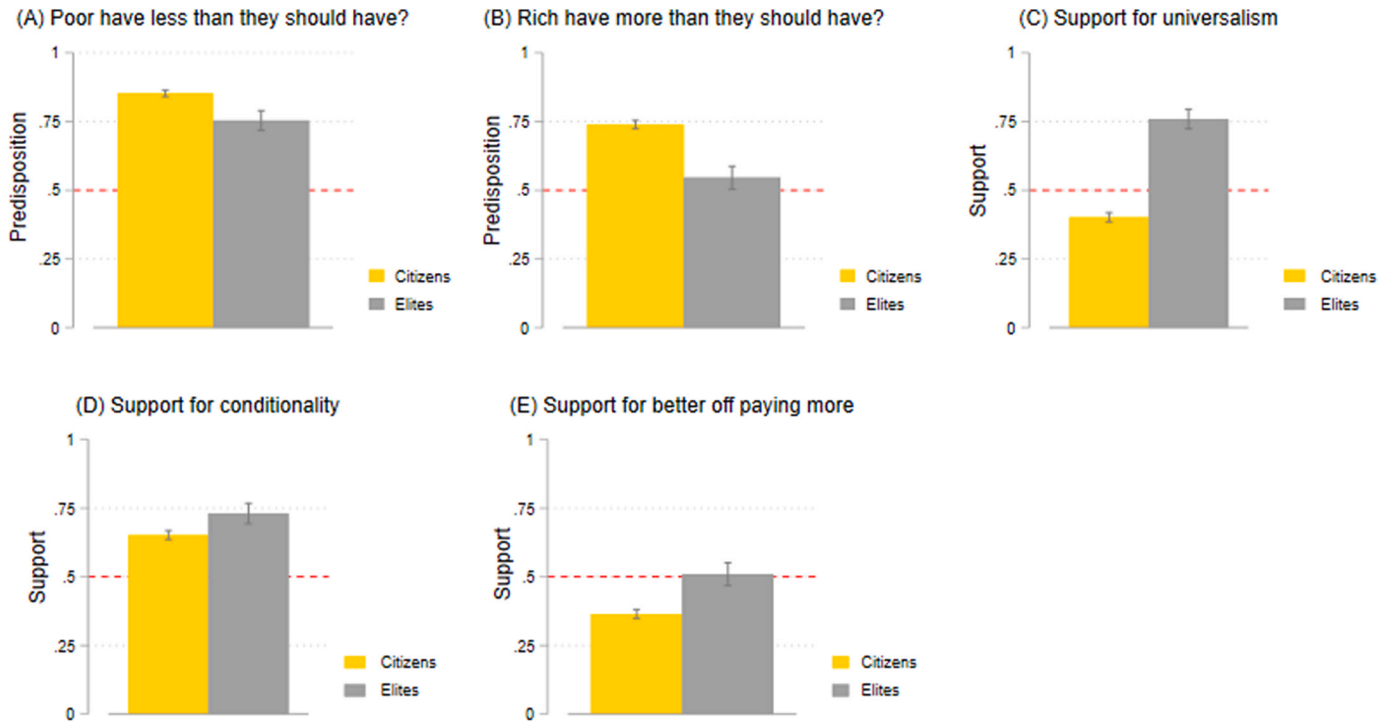 (A) Poor have less than they should have?
1
.75
.5
.25
0
Predisposition
Citizens
Elites
(B) Rich have more than they should have?
1
.75
.5
.25
0
Predisposition
Citizens
Elites
(C) Support for universalism
1
.75
.5
.25
0
Support
Citizens
Elites
(D) Support for conditionality
1
.75
.5
.25
0
Support
Citizens
Elites
(E) Support for better off paying more
1
.75
.5
.25
0
Support
Citizens
Elites